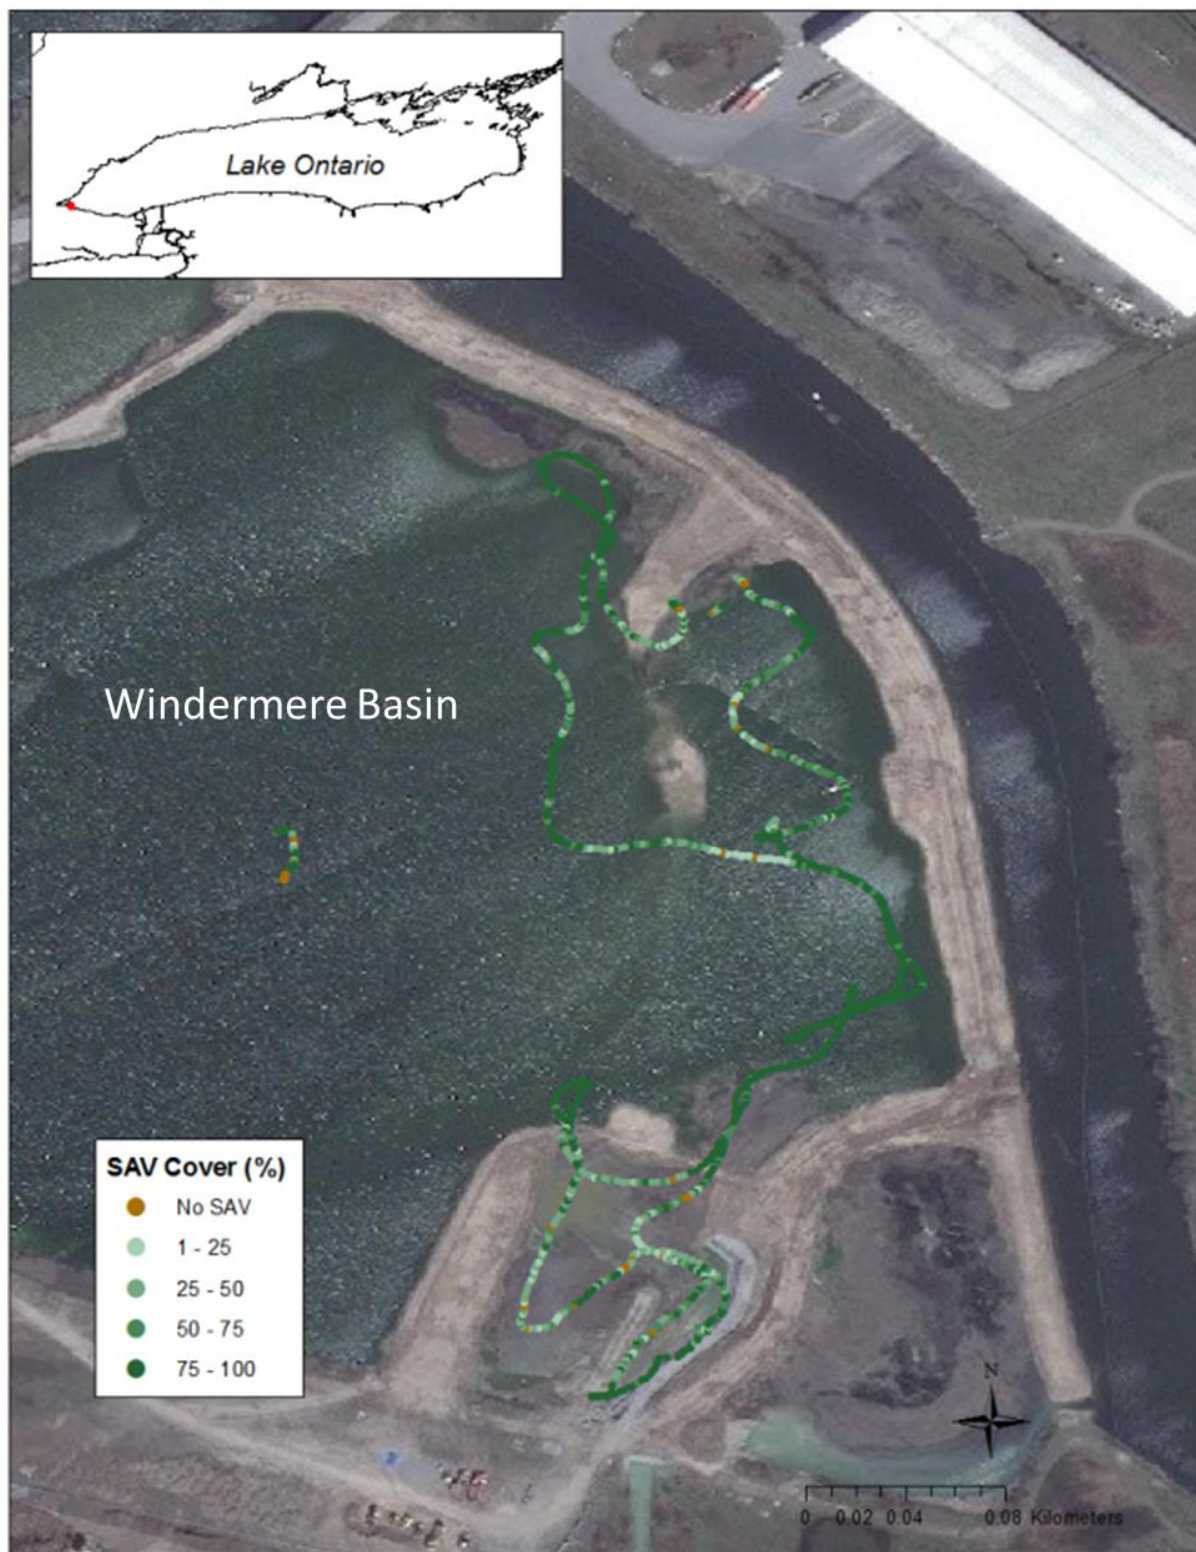 Lake Ontario
Windermere Basin
SAV Cover (%)
No SAV
1 - 25
25 - 50
50 - 75
75 - 100
N
0 0.02 0.04 0.08 Kilometers